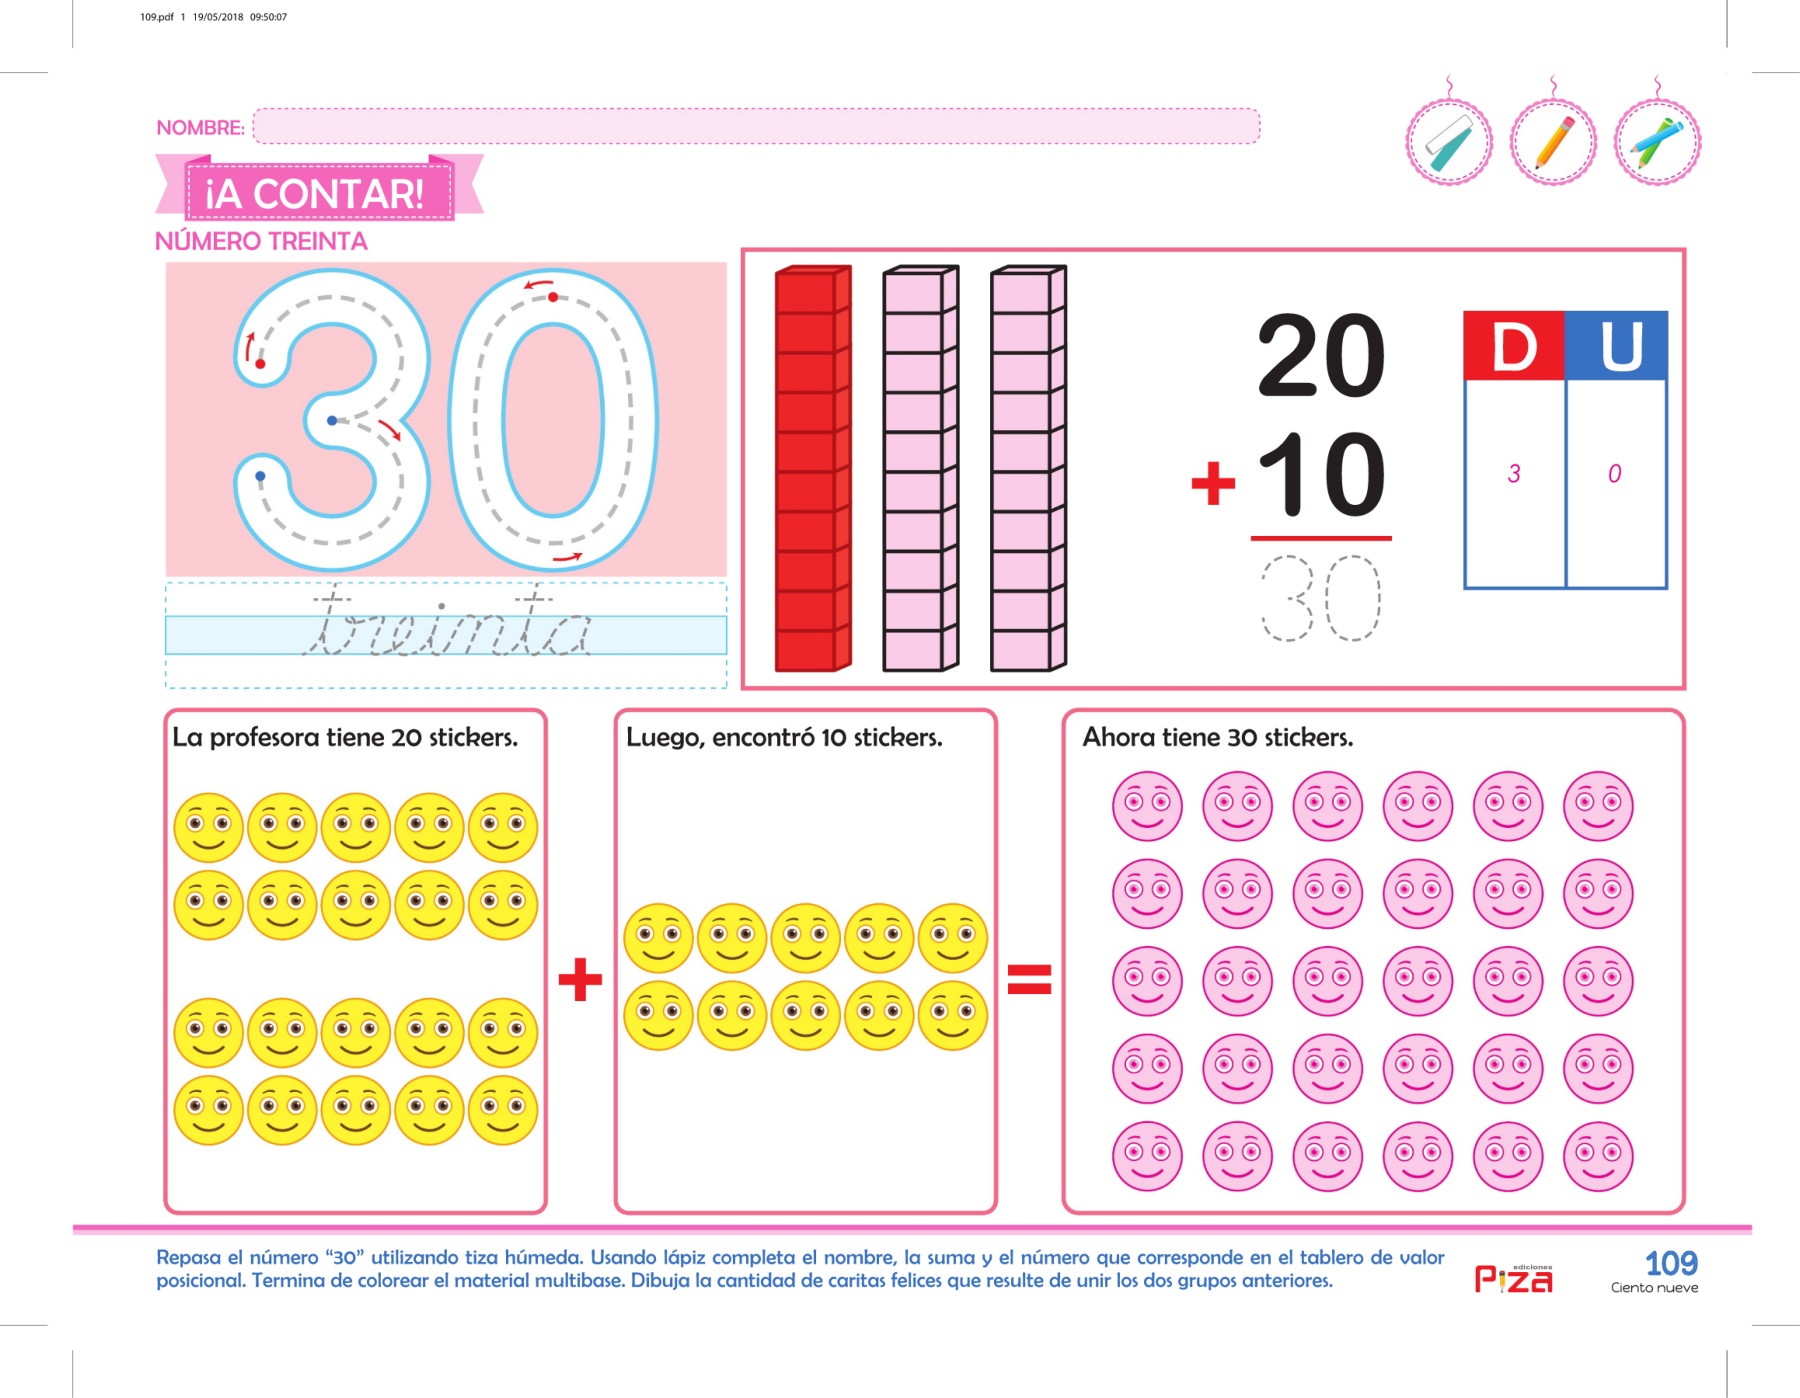 109.pdf 1 19/05/2018 09:50:07
NOMBRE:
¡A CONTAR!
NÚMERO TREINTA
30
treinta
20
+ 10
30
D U
3 0
La profesora tiene 20 stickers.
+
Luego, encontró 10 stickers.
=
Ahora tiene 30 stickers.
Repasa el número “30” utilizando tiza húmeda. Usando lápiz completa el nombre, la suma y el número que corresponde en el tablero de valor
posicional. Termina de colorear el material multibase. Dibuja la cantidad de caritas felices que resulte de unir los dos grupos anteriores.
ediciones
Piza
109
Ciento nueve